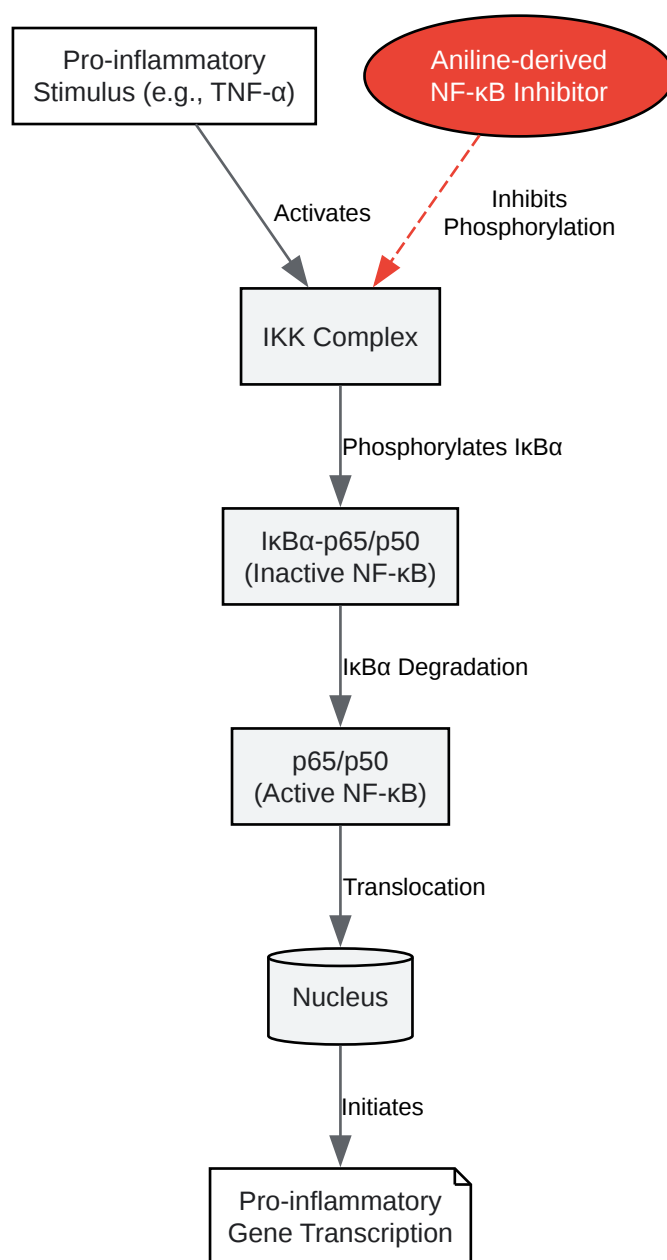 Pro-inflammatory
Stimulus (e.g., TNF-α)
Aniline-derived
NF-κB Inhibitor
Activates
Inhibits
Phosphorylation
IKK Complex
Phosphorylates IκBα
IκBα-p65/p50
(Inactive NF-κB)
IκBα Degradation
p65/p50
(Active NF-κB)
Translocation
Nucleus
Initiates
Pro-inflammatory
Gene Transcription